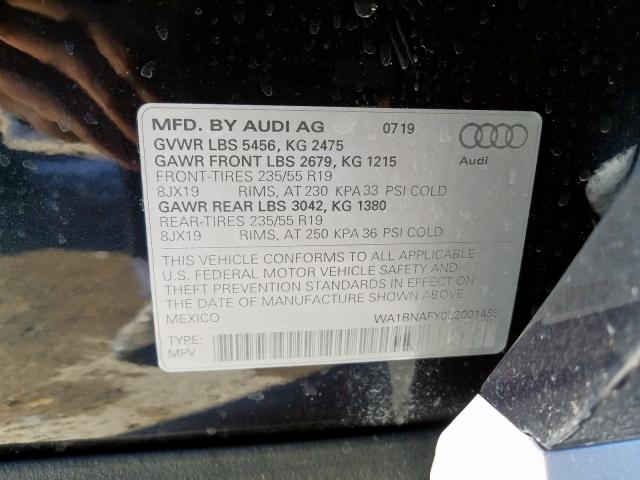 MFD. BY AUDI AG 07 19
GVWR LBS 5456, KG 2475
GAWR FRONT LBS 2679, KG 1215
Audi
FRONT-TIRES 235/55 R19
8JX19 RIMS, AT 230 KPA 33 PSI COLD
GAWR REAR LBS 3042, KG 1380
REAR-TIRES 235/55 R19
8JX19 RIMS, AT 250 KPA 36 PSI COLD
THIS VEHICLE CONFORMS TO ALL APPLICABLE
U.S. FEDERAL MOTOR VEHICLE SAFETY AND
THEFT PREVENTION STANDARDS IN EFFECT ON
THE DATE OF MANUFACTURE SHOWN ABOVE.
MEXICO WA1BNAFY0L2001455
TYPE:
MPV